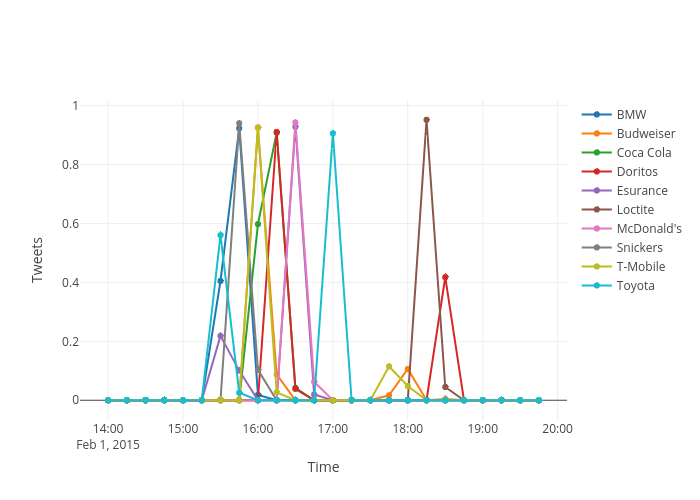 1
0.8
0.6
0.4
0.2
0
Tweets
14:00 15:00 16:00 17:00 18:00 19:00 20:00
Feb 1, 2015
Time
BMW
Budweiser
Coca Cola
Doritos
Esurance
Loctite
McDonald's
Snickers
T-Mobile
Toyota